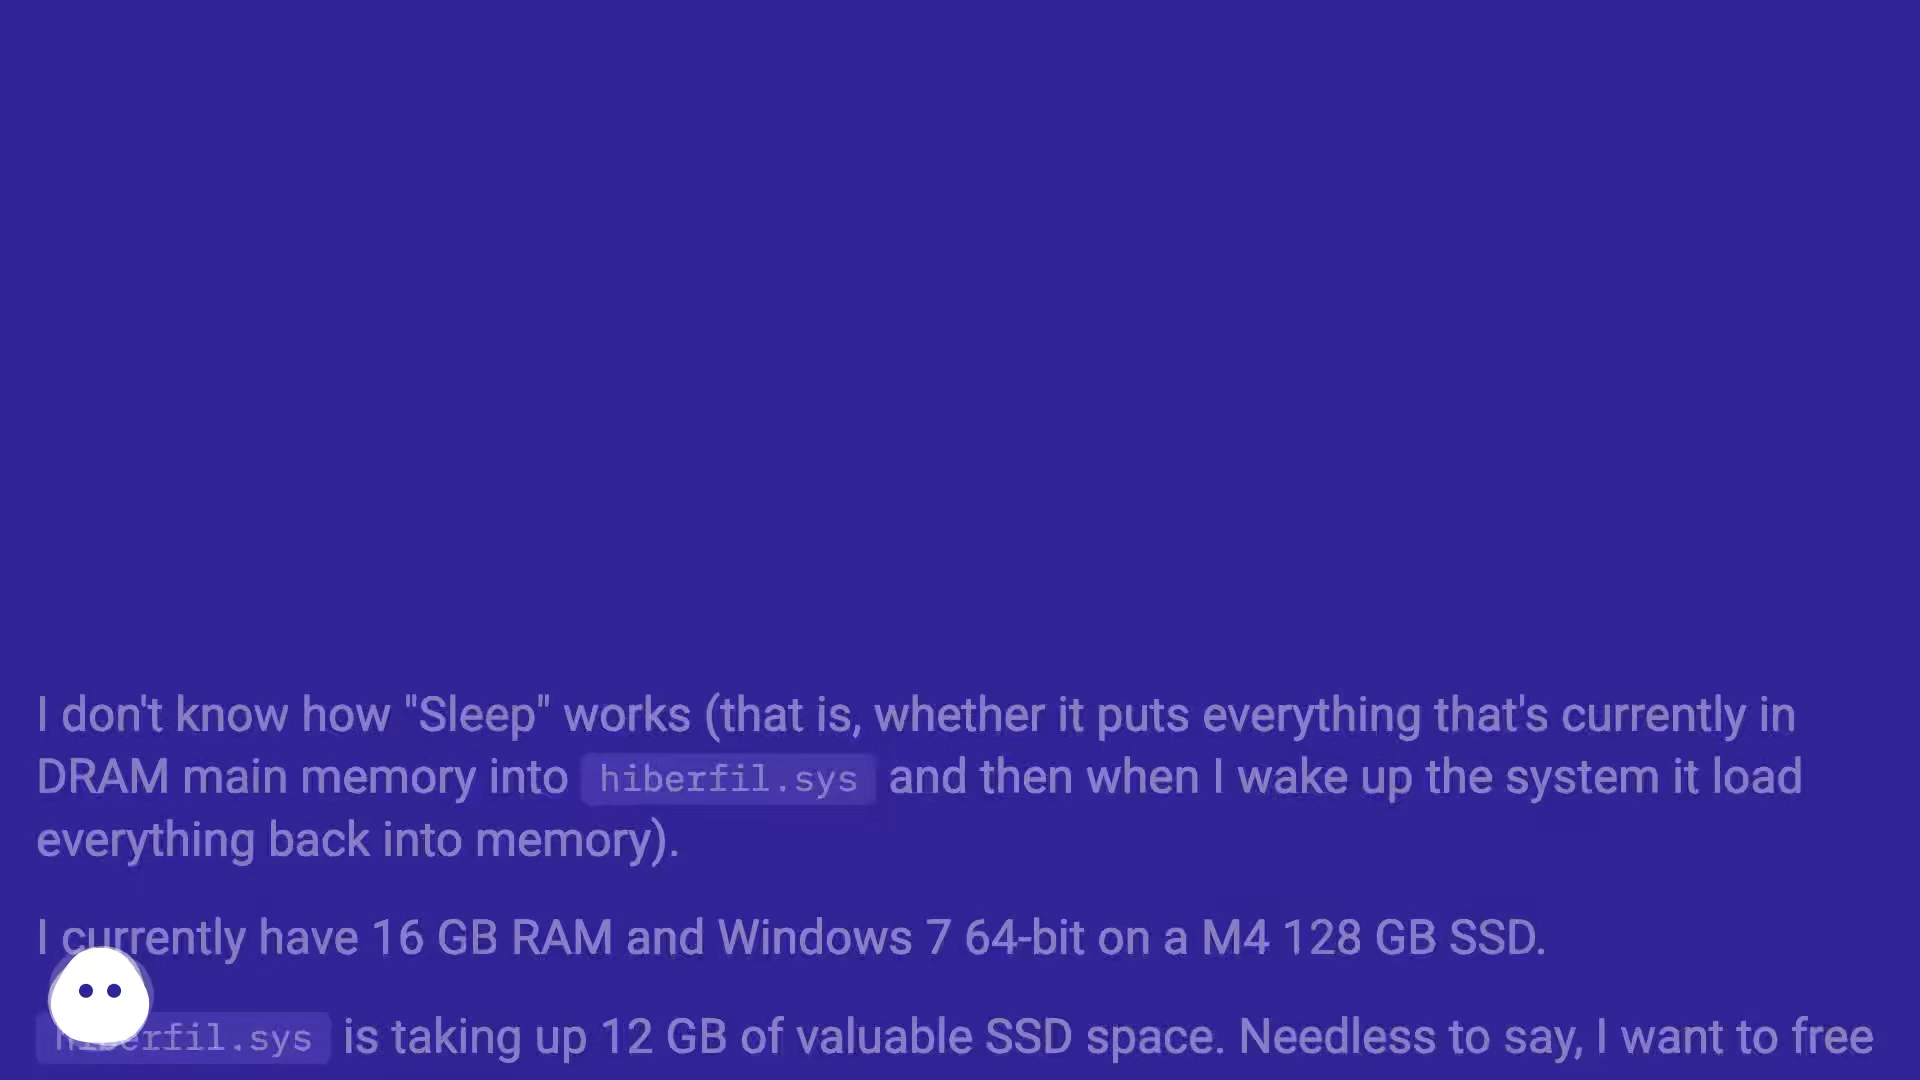 I don't know how "Sleep" works (that is, whether it puts everything that's currently in
DRAM main memory into hiberfil.sys and then when I wake up the system it load
everything back into memory).
I currently have 16 GB RAM and Windows 7 64-bit on a M4 128 GB SSD.
hiberfil.sys is taking up 12 GB of valuable SSD space. Needless to say, I want to free